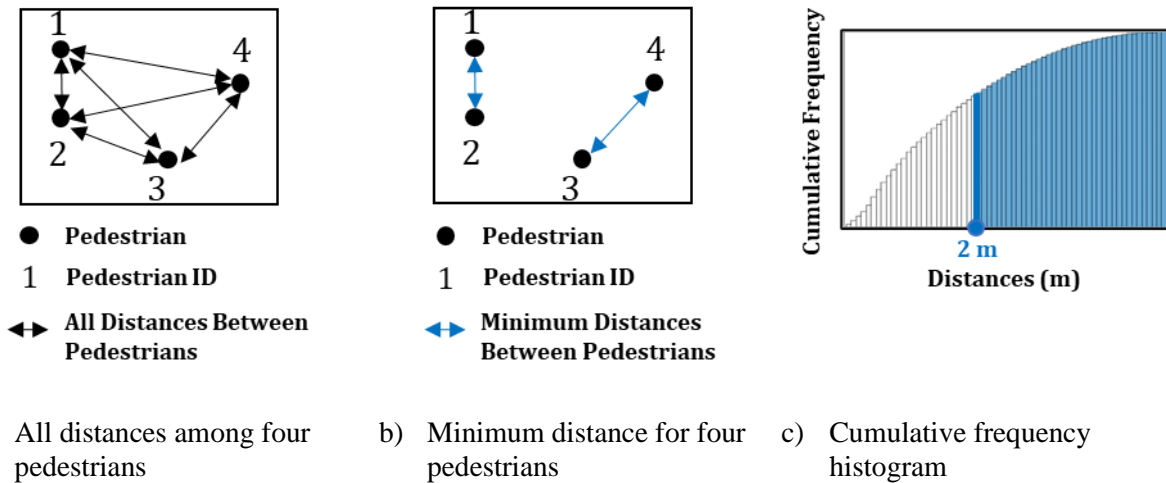 1
4
2
3
Pedestrian
1 Pedestrian ID
All Distances Between
Pedestrians
All distances among four
pedestrians
1
4
2
3
Pedestrian
1 Pedestrian ID
Minimum Distances
Between Pedestrians
b) Minimum distance for four
pedestrians
Cumulative Frequency
2 m
Distances (m)
c) Cumulative frequency
histogram